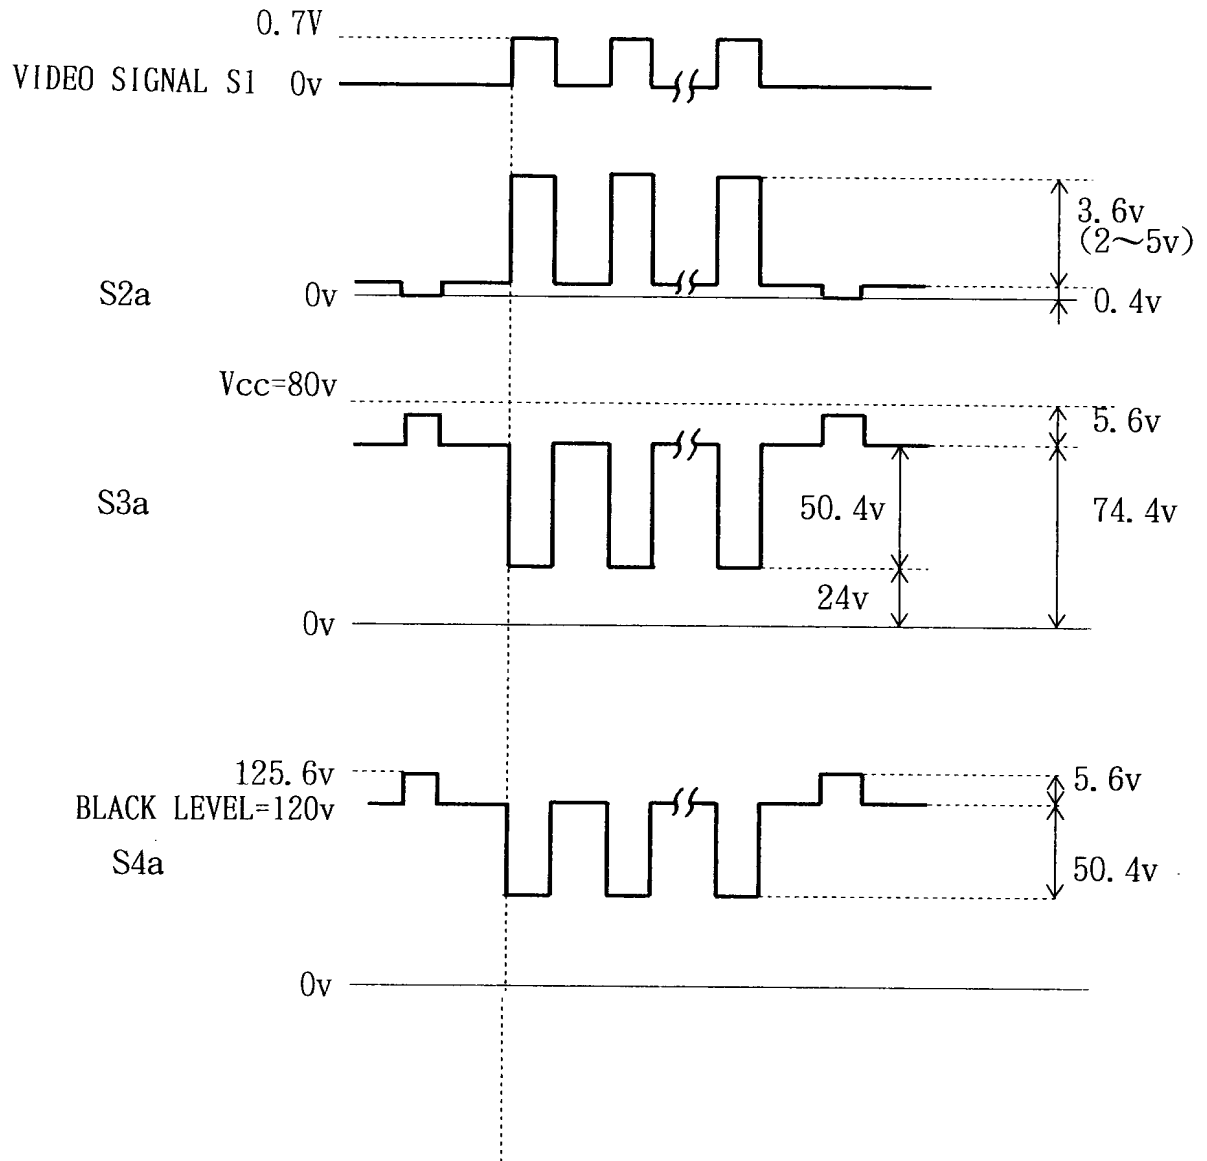 0.7V
VIDEO SIGNAL S1 0v
3.6v
(2～5v)
S2a 0v
0.4v
Vcc=80v
5.6v
S3a
50.4v
74.4v
24v
0v
125.6v
5.6v
BLACK LEVEL=120v
S4a
50.4v
0v